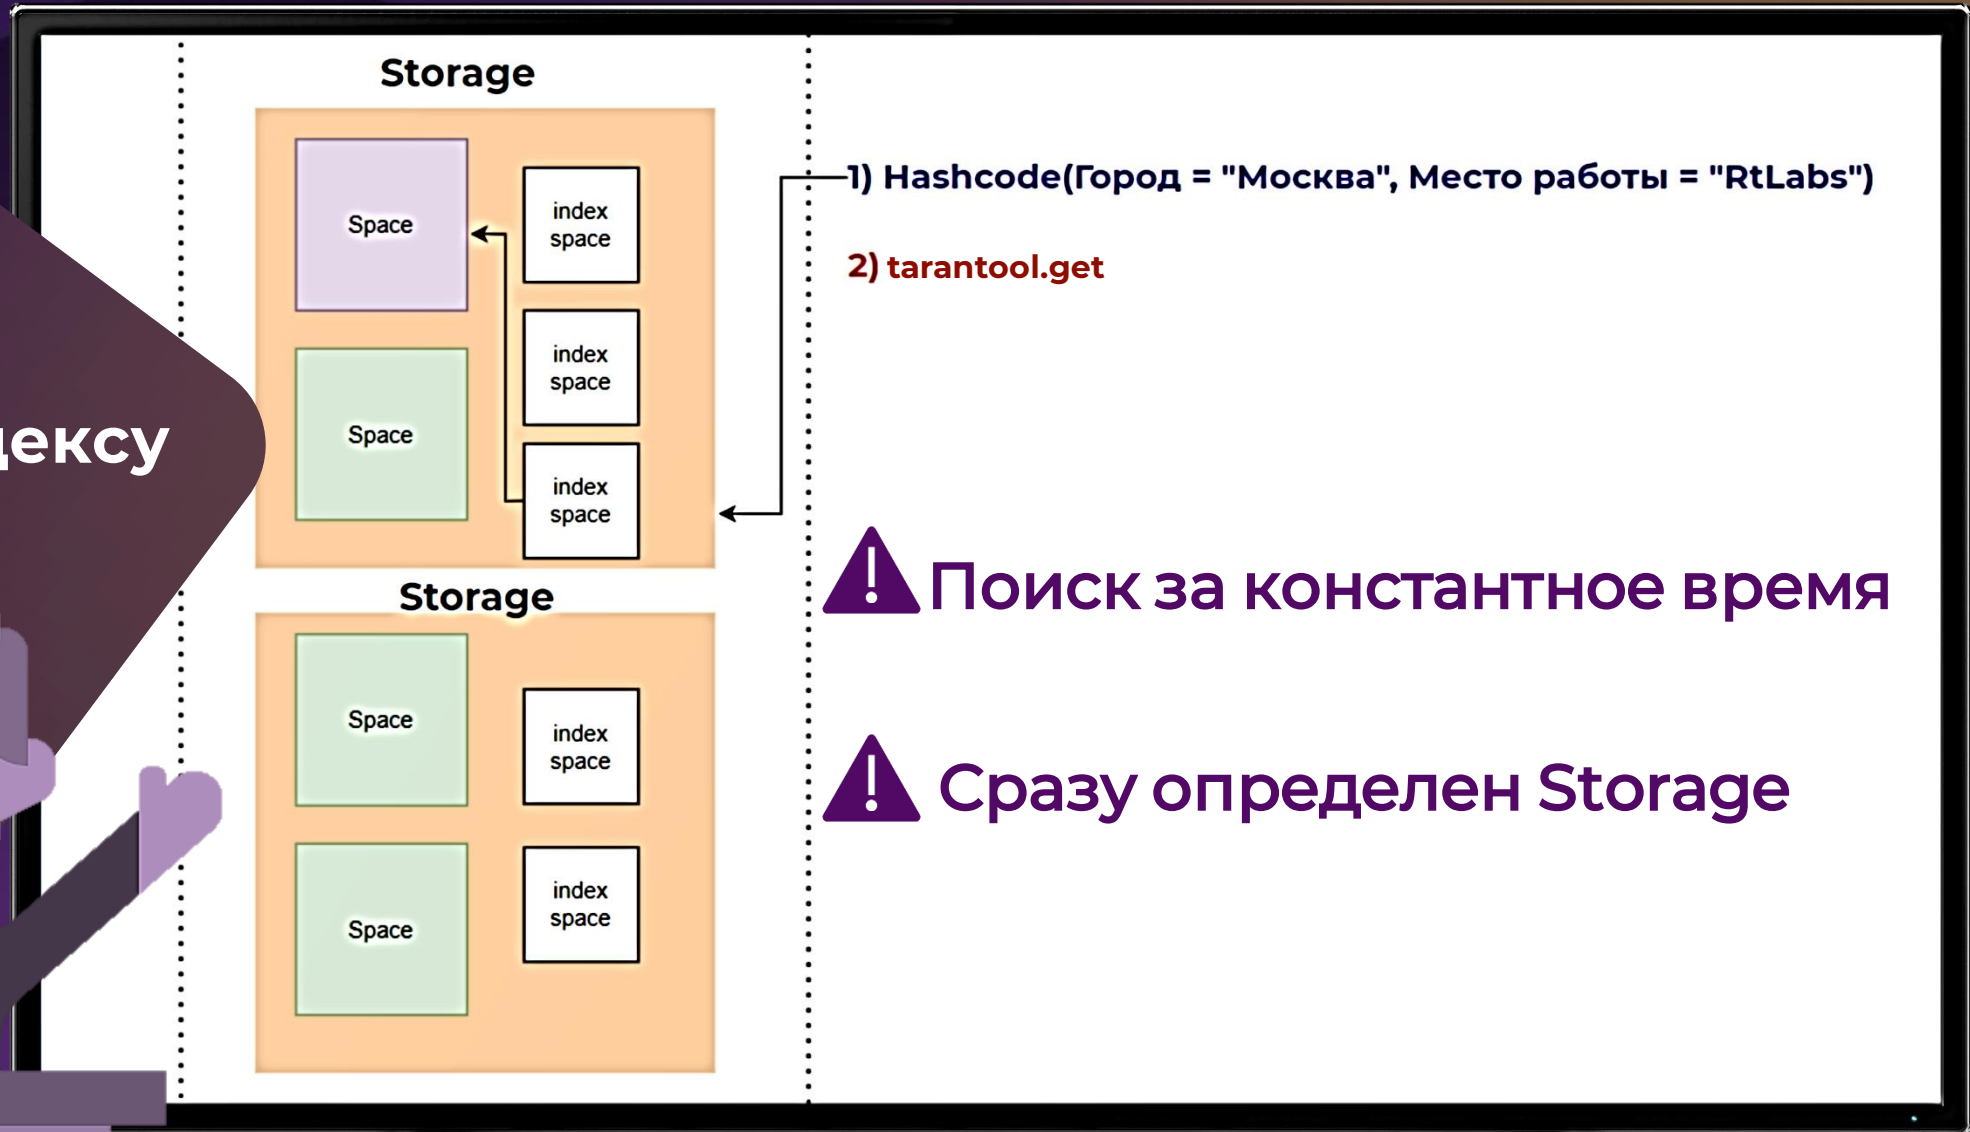 Storage
Space
index
space
index
space
Space
index
space
Storage
Space
index
space
Space
index
space
1) Hashcode(Город = "Москва", Место работы = "RtLabs")
2) tarantool.get
Поиск за константное время
Сразу определен Storage